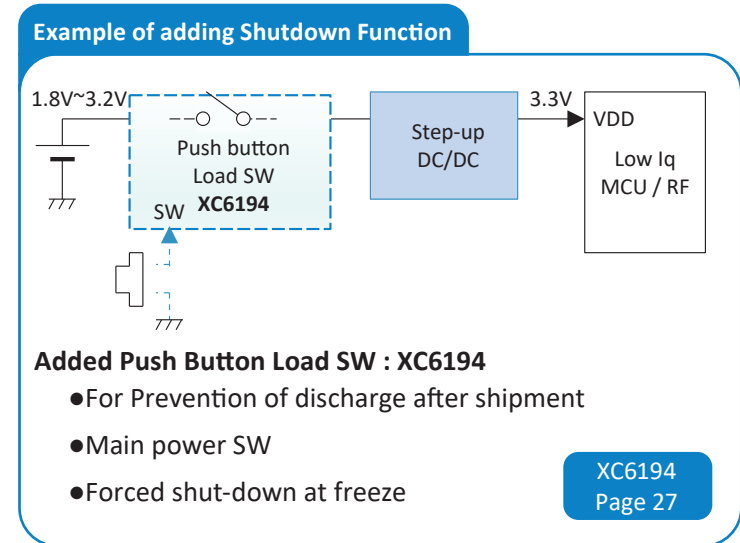 Example of adding Shutdown Function
1.8V~3.2V
Push button
Load SW
XC6194
SW
Step-up
DC/DC
3.3V
VDD
Low Iq
MCU / RF
Added Push Button Load SW : XC6194
●For Prevention of discharge after shipment
●Main power SW
●Forced shut-down at freeze
XC6194
Page 27